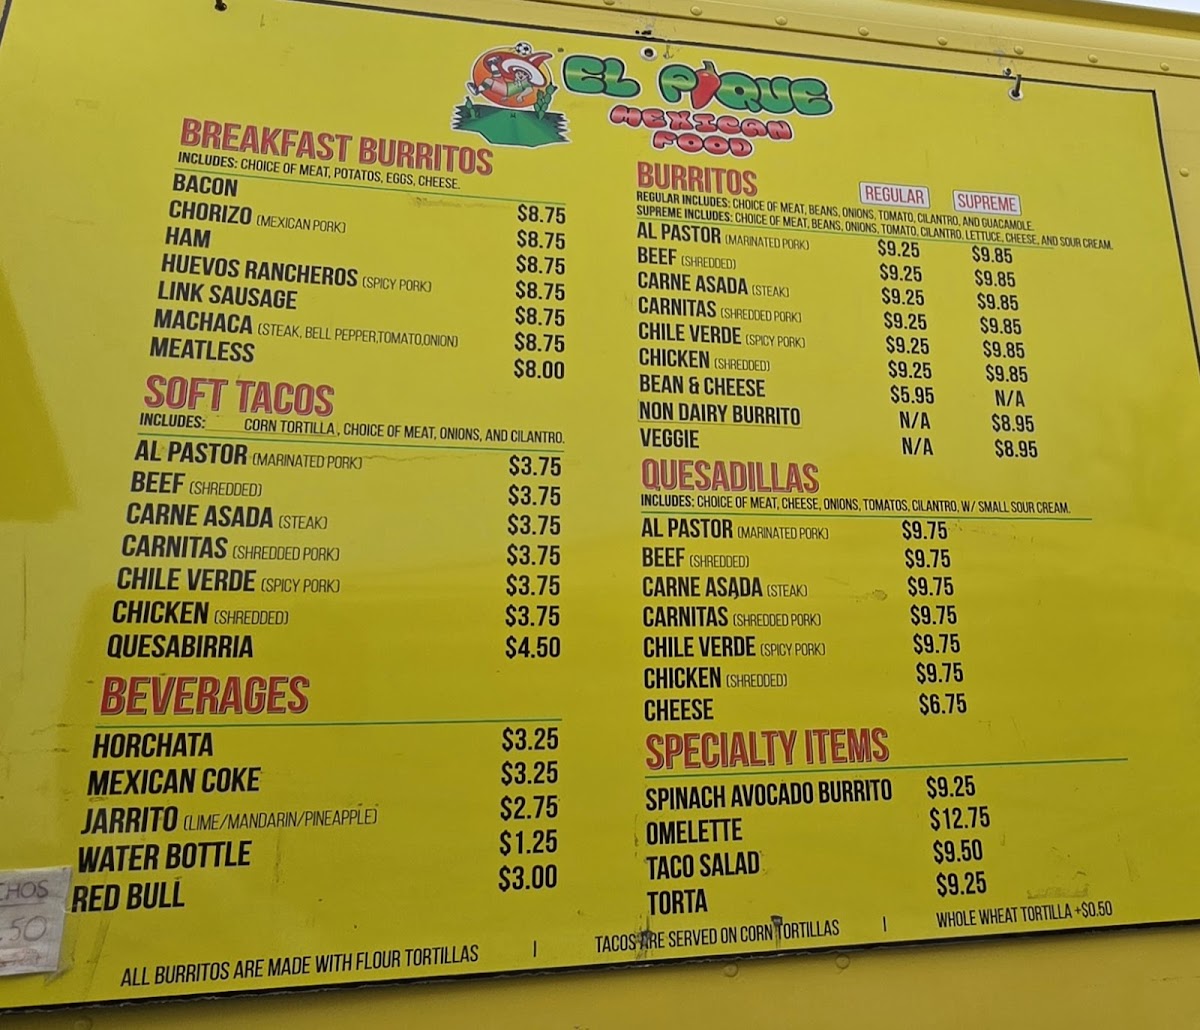 EL PIQUE
MEXICAN
FOOD
BREAKFAST BURRITOS
INCLUDES: CHOICE OF MEAT, POTATOS, EGGS, CHEESE.
BACON $8.75
CHORIZO (MEXICAN PORK) $8.75
HAM $8.75
HUEVOS RANCHEROS (SPICY PORK) $8.75
LINK SAUSAGE $8.75
MACHACA (STEAK, BELL PEPPER,TOMATO,ONION) $8.75
MEATLESS $8.00
SOFT TACOS
INCLUDES: CORN TORTILLA , CHOICE OF MEAT, ONIONS, AND CILANTRO.
AL PASTOR (MARINATED PORK) $3.75
BEEF (SHREDDED) $3.75
CARNE ASADA (STEAK) $3.75
CARNITAS (SHREDDED PORK) $3.75
CHILE VERDE (SPICY PORK) $3.75
CHICKEN (SHREDDED) $3.75
QUESABIRRIA $4.50
BEVERAGES
HORCHATA $3.25
MEXICAN COKE $3.25
JARRITO (LIME/MANDARIN/PINEAPPLE) $2.75
WATER BOTTLE $1.25
RED BULL $3.00
CHOS
.50
BURRITOS REGULAR SUPREME
REGULAR INCLUDES: CHOICE OF MEAT, BEANS, ONIONS, TOMATO, CILANTRO, AND GUACAMOLE.
SUPREME INCLUDES: CHOICE OF MEAT, BEANS, ONIONS, TOMATO, CILANTRO, LETTUCE, CHEESE, AND SOUR CREAM.
AL PASTOR (MARINATED PORK) $9.25 $9.85
BEEF (SHREDDED) $9.25 $9.85
CARNE ASADA (STEAK) $9.25 $9.85
CARNITAS (SHREDDED PORK) $9.25 $9.85
CHILE VERDE (SPICY PORK) $9.25 $9.85
CHICKEN (SHREDDED) $9.25 $9.85
BEAN & CHEESE $5.95 N/A
NON DAIRY BURRITO N/A $8.95
VEGGIE N/A $8.95
QUESADILLAS
INCLUDES: CHOICE OF MEAT, CHEESE, ONIONS, TOMATOS, CILANTRO, W/ SMALL SOUR CREAM.
AL PASTOR (MARINATED PORK) $9.75
BEEF (SHREDDED) $9.75
CARNE ASADA (STEAK) $9.75
CARNITAS (SHREDDED PORK) $9.75
CHILE VERDE (SPICY PORK) $9.75
CHICKEN (SHREDDED) $9.75
CHEESE $6.75
SPECIALTY ITEMS
SPINACH AVOCADO BURRITO $9.25
OMELETTE $12.75
TACO SALAD $9.50
TORTA $9.25
ALL BURRITOS ARE MADE WITH FLOUR TORTILLAS | TACOS ARE SERVED ON CORN TORTILLAS | WHOLE WHEAT TORTILLA +$0.50